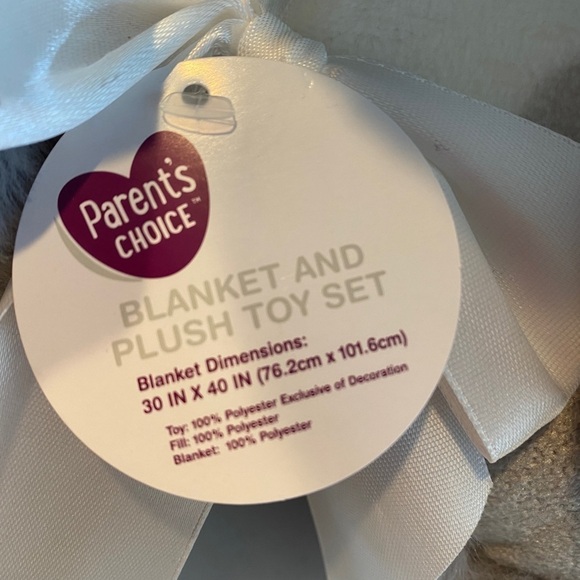 Parent's
CHOICE™
BLANKET AND
PLUSH TOY SET
Blanket Dimensions:
30 IN X 40 IN (76.2cm x 101.6cm)
Toy: 100% Polyester Exclusive of Decoration
Fill: 100% Polyester
Blanket: 100% Polyester